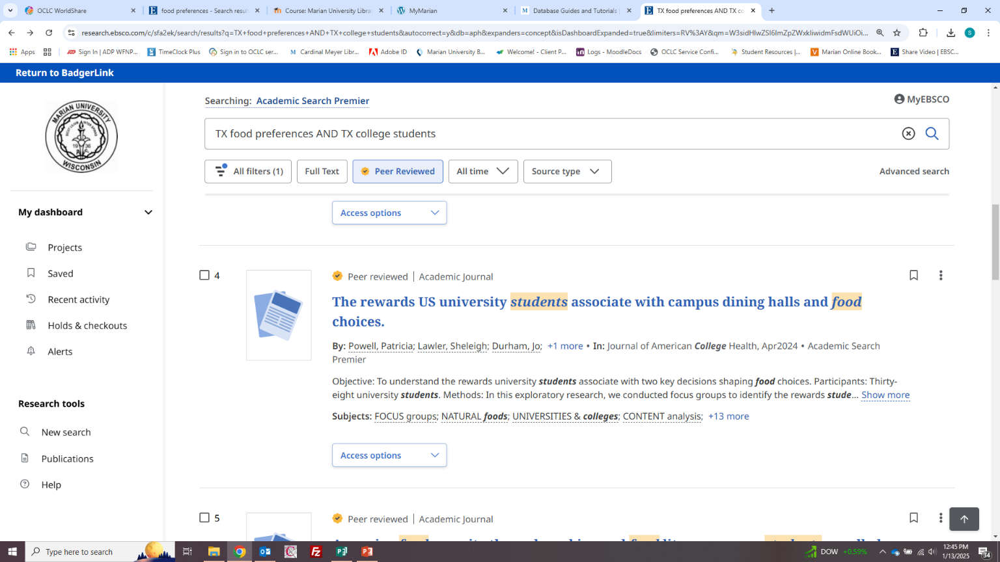 OCLC WorldShare
food preferences - Search resul
Course: Marian University Libra
MyMarian
Database Guides and Tutorials
TX food preferences AND TX co
research.ebsco.com/c/sfa2ek/search/results?q=TX+food+preferences+AND+TX+college+students&autocorrect=y&db=aph&expanders=concept&isDashboardExpanded=true&limiters=RV%3AY&qm=W3sidHlwZSI6ImZpZWxkIiwidmFsdWUiOi...
Apps
Sign In | ADP WFNP...
TimeClock Plus
Sign in to OCLC ser...
Cardinal Meyer Libr...
Adobe ID
Marian University B...
Welcome! - Client P...
Logs - MoodleDocs
OCLC Service Confi...
Student Resources |...
Marian Online Book...
Share Video | EBSC...
Return to BadgerLink
MARIAN UNIVERSITY
1936
WISCONSIN
Searching: Academic Search Premier
MyEBSCO
TX food preferences AND TX college students
All filters (1)
Full Text
Peer Reviewed
All time
Source type
Advanced search
My dashboard
Projects
Saved
Recent activity
Holds & checkouts
Alerts
Research tools
New search
Publications
Help
Access options
4
Peer reviewed | Academic Journal
The rewards US university students associate with campus dining halls and food
choices.
By: Powell, Patricia; Lawler, Sheleigh; Durham, Jo; +1 more • In: Journal of American College Health, Apr2024 • Academic Search
Premier
Objective: To understand the rewards university students associate with two key decisions shaping food choices. Participants: Thirty-
eight university students. Methods: In this exploratory research, we conducted focus groups to identify the rewards stude... Show more
Subjects: FOCUS groups; NATURAL foods; UNIVERSITIES & colleges; CONTENT analysis; +13 more
Access options
5
Peer reviewed | Academic Journal
Type here to search
DOW +0.59%
12:45 PM
1/13/2025
34